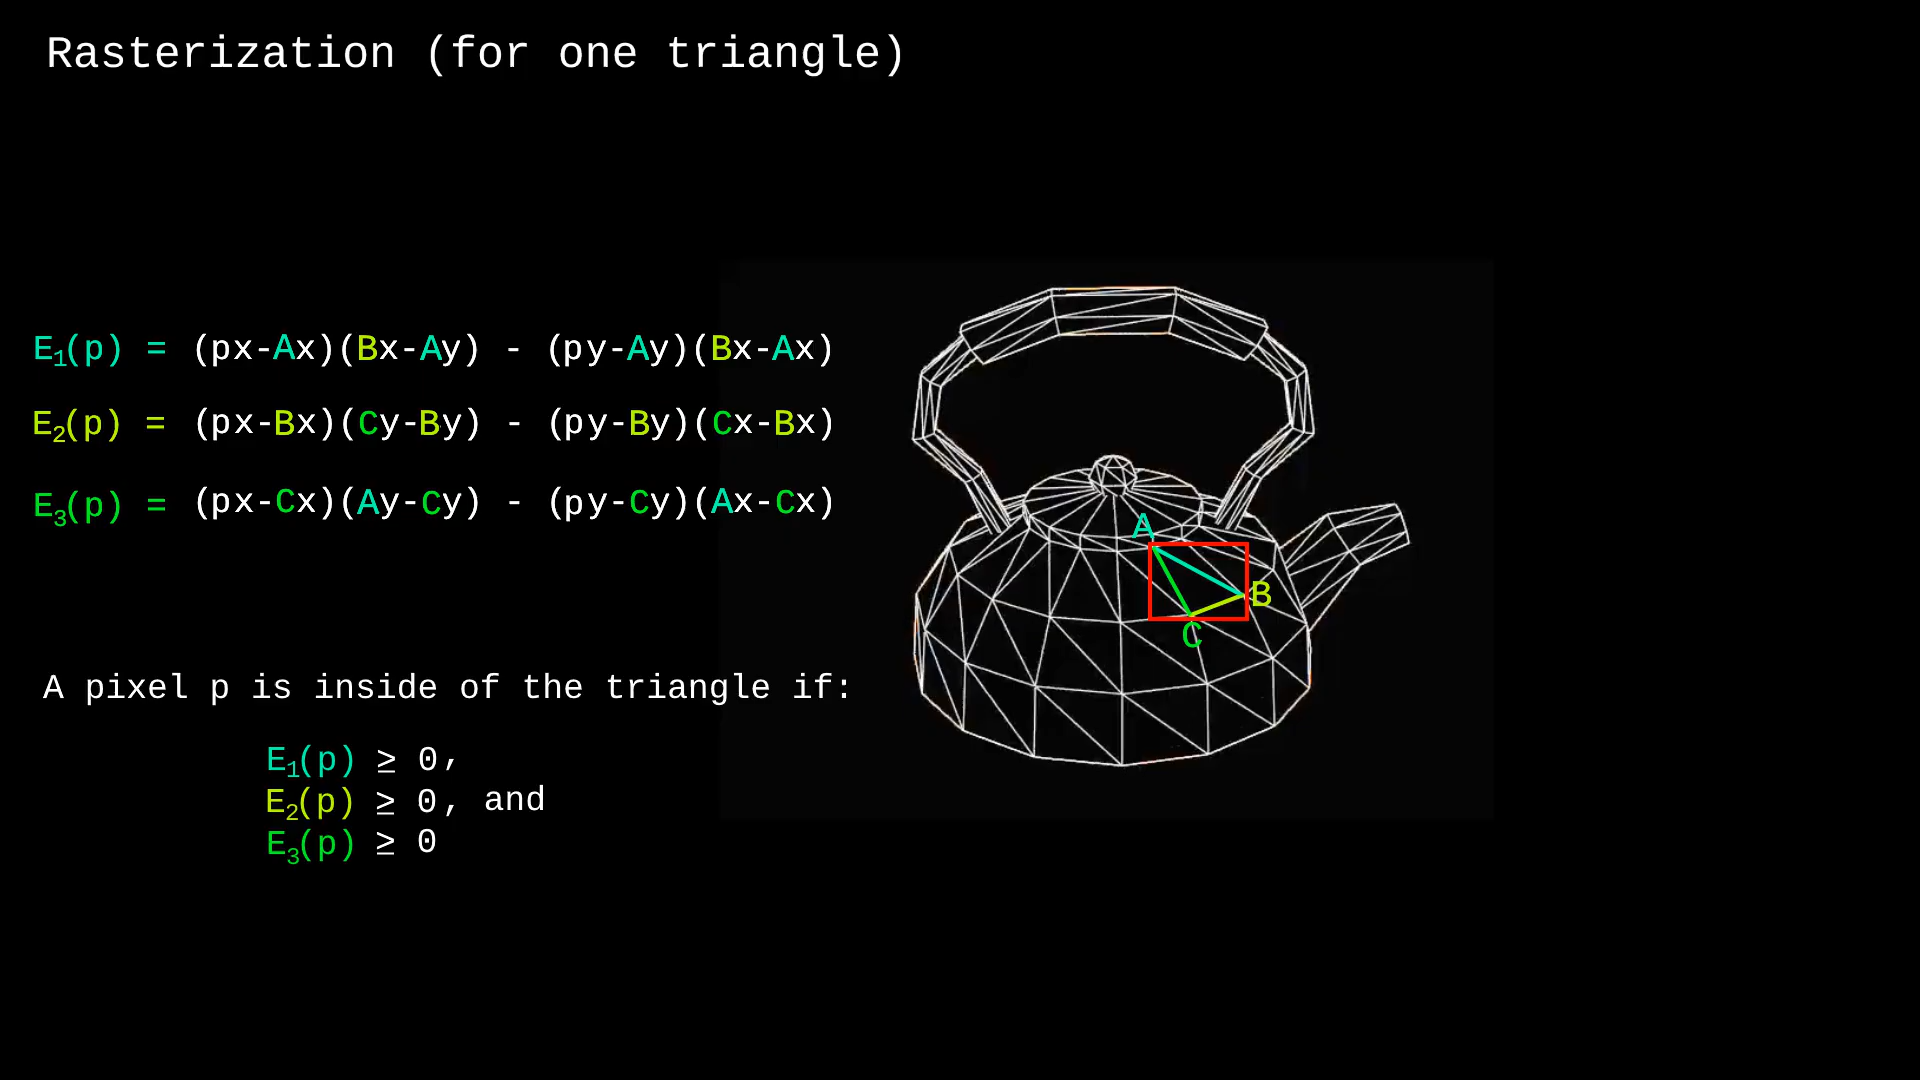 Rasterization (for one triangle)
E₁(p) = (px-Ax)(Bx-Ay) - (py-Ay)(Bx-Ax)
E₂(p) = (px-Bx)(Cy-By) - (py-By)(Cx-Bx)
E₃(p) = (px-Cx)(Ay-Cy) - (py-Cy)(Ax-Cx)
A
B
C
A pixel p is inside of the triangle if:
E₁(p) ≥ 0,
E₂(p) ≥ 0, and
E₃(p) ≥ 0